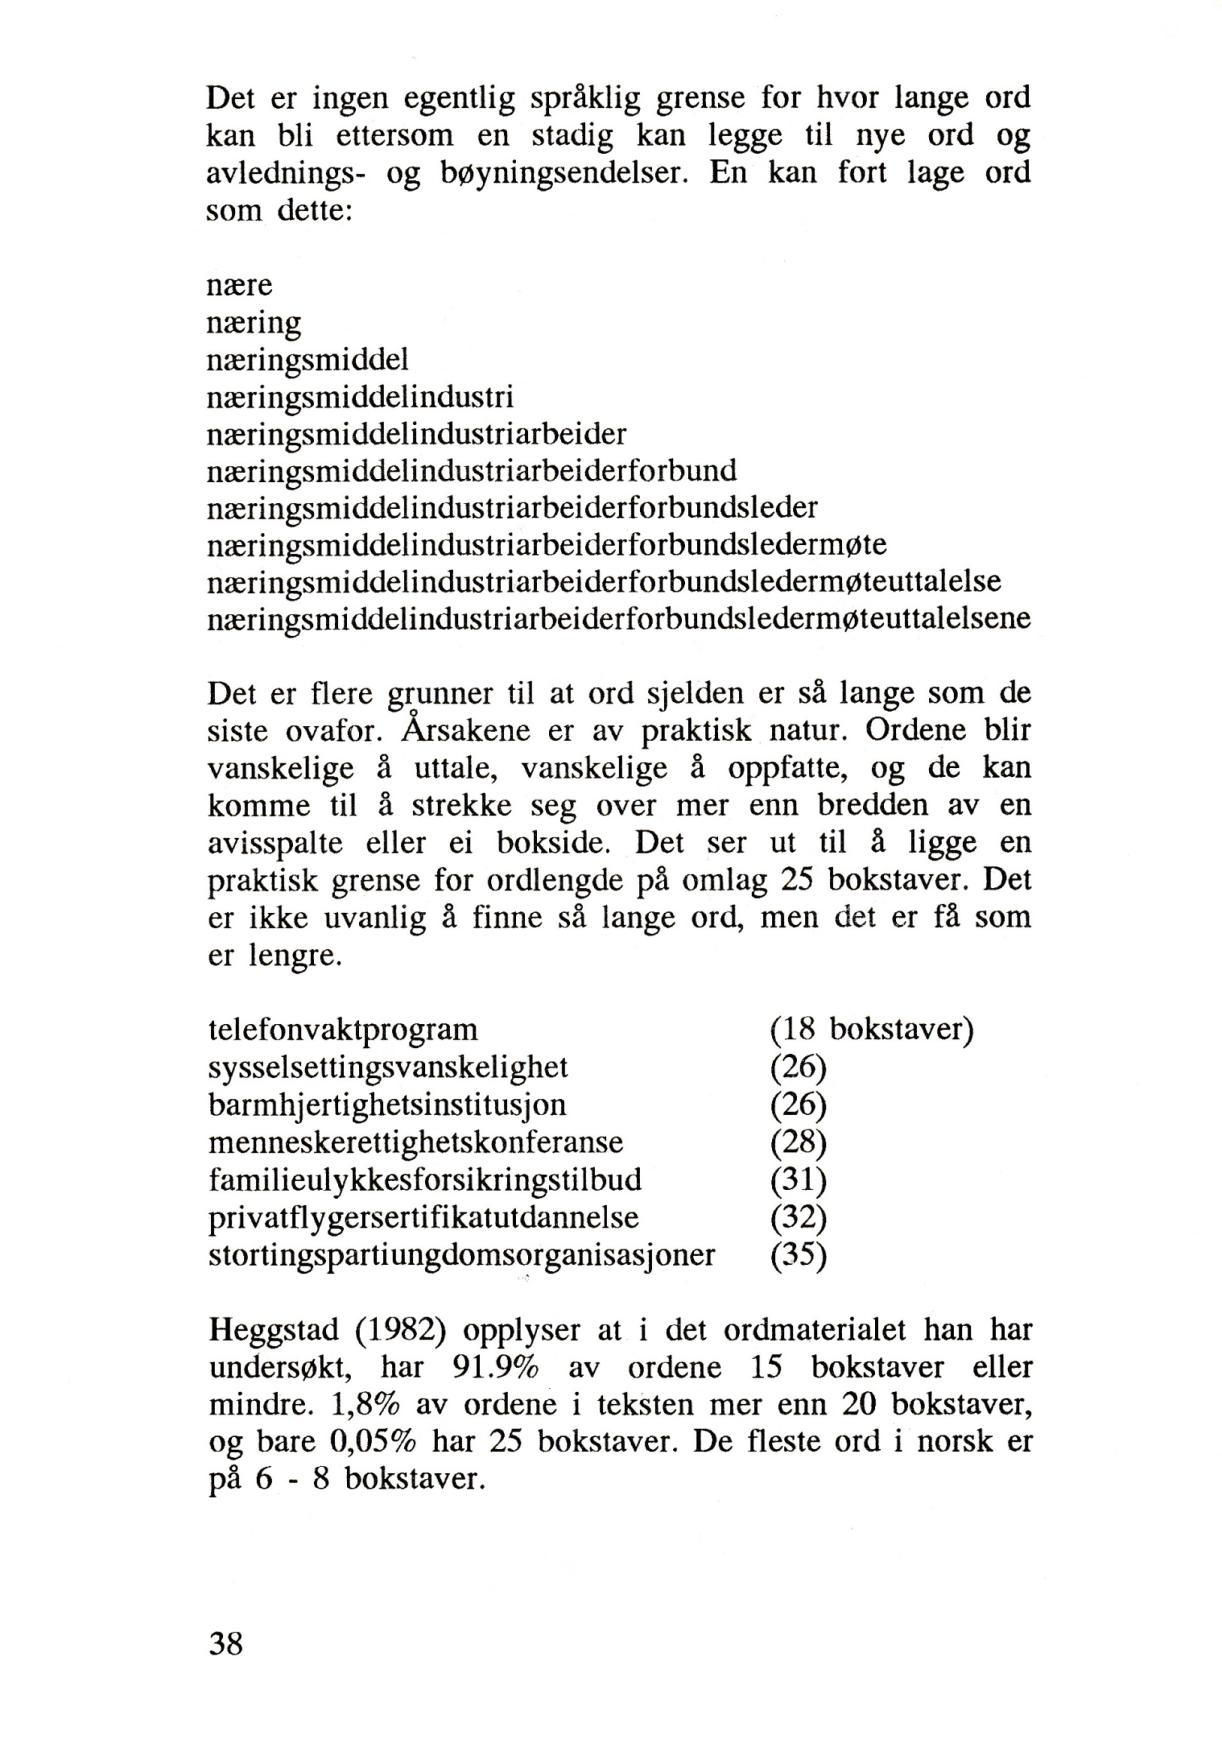 Det er ingen egentlig språklig grense for hvor lange ord
kan bli ettersom en stadig kan legge til nye ord og
avlednings- og bøyningsendelser. En kan fort lage ord
som dette:
nære
næring
næringsmiddel
næringsmiddelindustri
næringsmiddelindustriarbeider
næringsmiddelindustriarbeiderforbund
næringsmiddelindustriarbeiderforbundsleder
næringsmiddelindustriarbeiderforbundsledermøte
næringsmiddelindustriarbeiderforbundsledermøteuttalelse
næringsmiddelindustriarbeiderforbundsledermøteuttalelsene
Det er flere grunner til at ord sjelden er så lange som de
siste ovafor. Årsakene er av praktisk natur. Ordene blir
vanskelige å uttale, vanskelige å oppfatte, og de kan
komme til å strekke seg over mer enn bredden av en
avisspalte eller ei bokside. Det ser ut til å ligge en
praktisk grense for ordlengde på omlag 25 bokstaver. Det
er ikke uvanlig å finne så lange ord, men det er få som
er lengre.
telefonvaktprogram (18 bokstaver)
sysselsettingsvanskelighet (26)
barmhjertighetsinstitusjon (26)
menneskerettighetskonferanse (28)
familieulykkesforsikringstilbud (31)
privatflygersertifikatutdannelse (32)
stortingspartiungdomsorganisasjoner (35)
Heggstad (1982) opplyser at i det ordmaterialet han har
undersøkt, har 91.9% av ordene 15 bokstaver eller
mindre. 1,8% av ordene i teksten mer enn 20 bokstaver,
og bare 0,05% har 25 bokstaver. De fleste ord i norsk er
på 6 - 8 bokstaver.
38